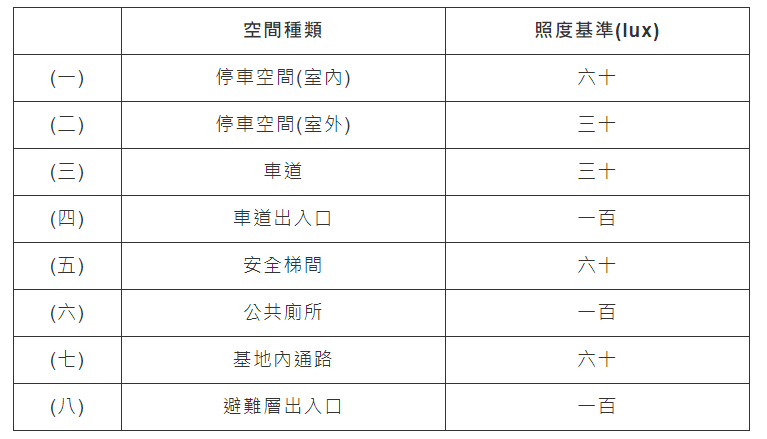 空間種類 照度基準(lux)
(一) 停車空間(室內) 六十
(二) 停車空間(室外) 三十
(三) 車道 三十
(四) 車道出入口 一百
(五) 安全梯間 六十
(六) 公共廁所 一百
(七) 基地內通路 六十
(八) 避難層出入口 一百